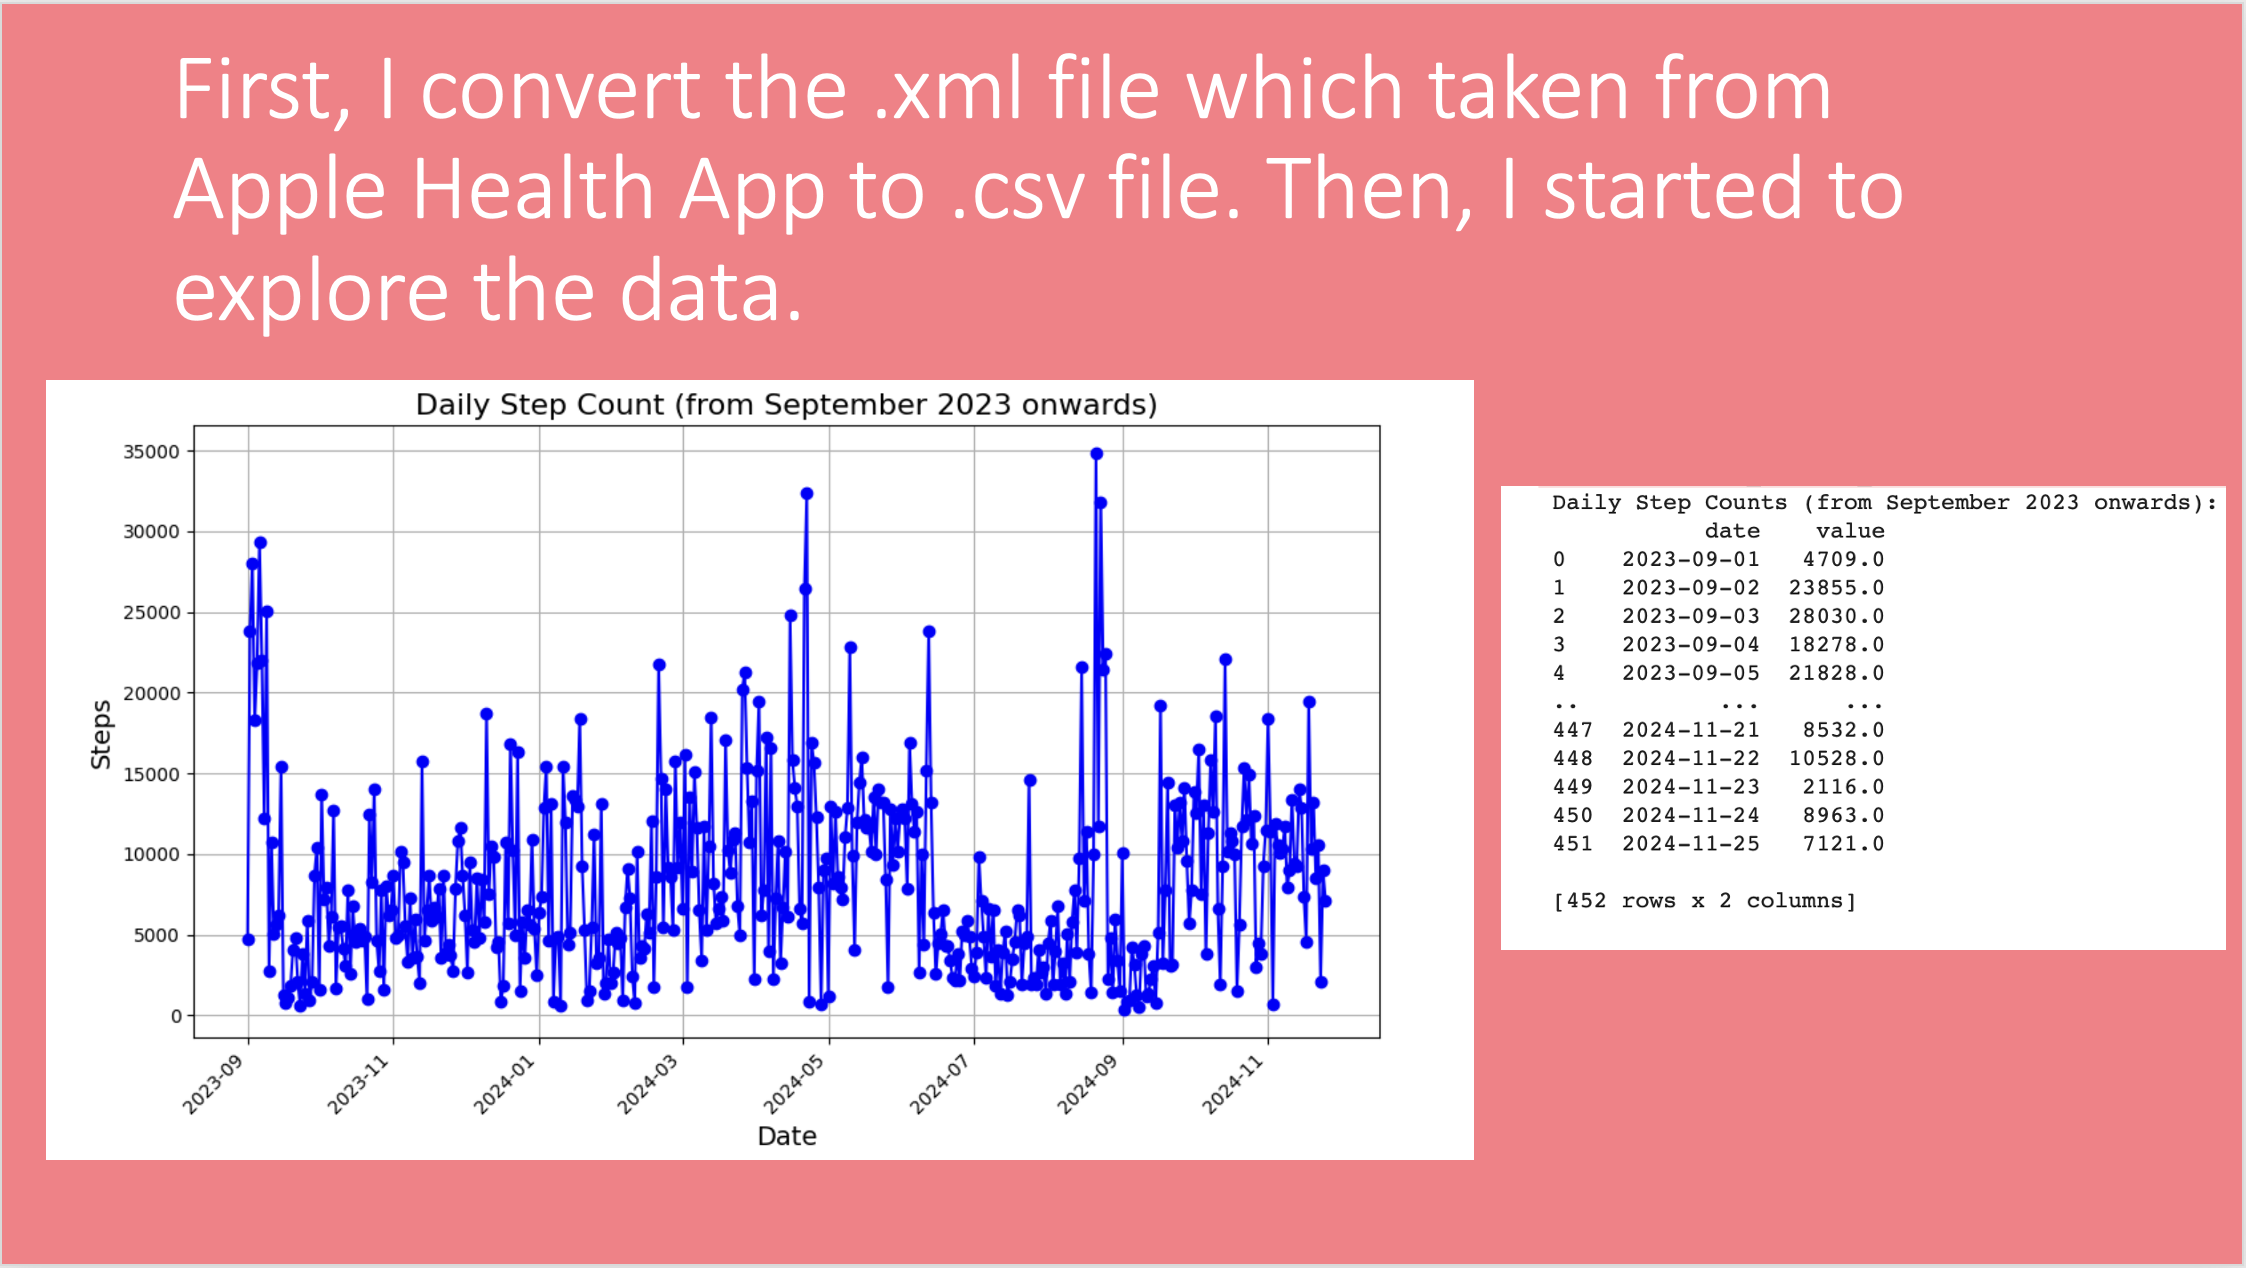 First, I convert the .xml file which taken from
Apple Health App to .csv file. Then, I started to
explore the data.
Daily Step Count (from September 2023 onwards)
35000
30000
25000
20000
15000
10000
5000
0
Steps
2023-09
2023-11
2024-01
2024-03
2024-05
2024-07
2024-09
2024-11
Date
Daily Step Counts (from September 2023 onwards):
date value
0 2023-09-01 4709.0
1 2023-09-02 23855.0
2 2023-09-03 28030.0
3 2023-09-04 18278.0
4 2023-09-05 21828.0
.. ... ...
447 2024-11-21 8532.0
448 2024-11-22 10528.0
449 2024-11-23 2116.0
450 2024-11-24 8963.0
451 2024-11-25 7121.0
[452 rows x 2 columns]